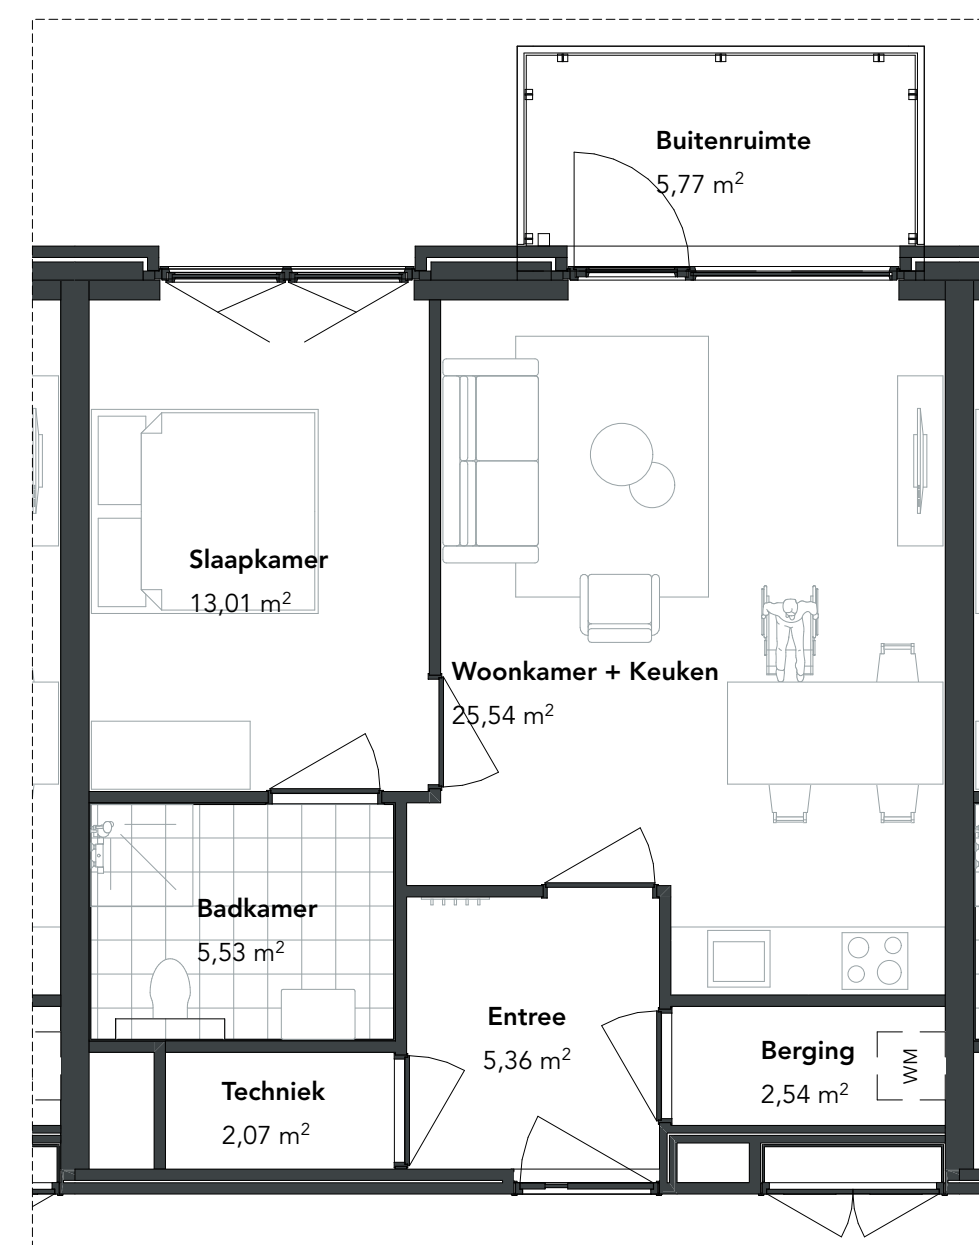 Buitenruimte
5,77 m²
Slaapkamer
13,01 m²
Woonkamer + Keuken
25,54 m²
Badkamer
5,53 m²
Entree
5,36 m²
Berging
2,54 m²
WM
Techniek
2,07 m²